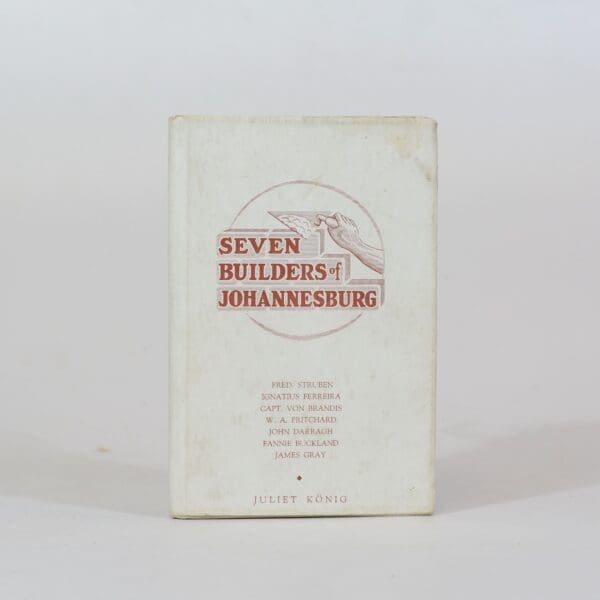 SEVEN
BUILDERS of
JOHANNESBURG
FRED. STRUBEN
IGNATIUS FERREIRA
CAPT. VON BRANDIS
W. A. PRITCHARD
JOHN DARRAGH
FANNIE BUCKLAND
JAMES GRAY
JULIET KÖNIG